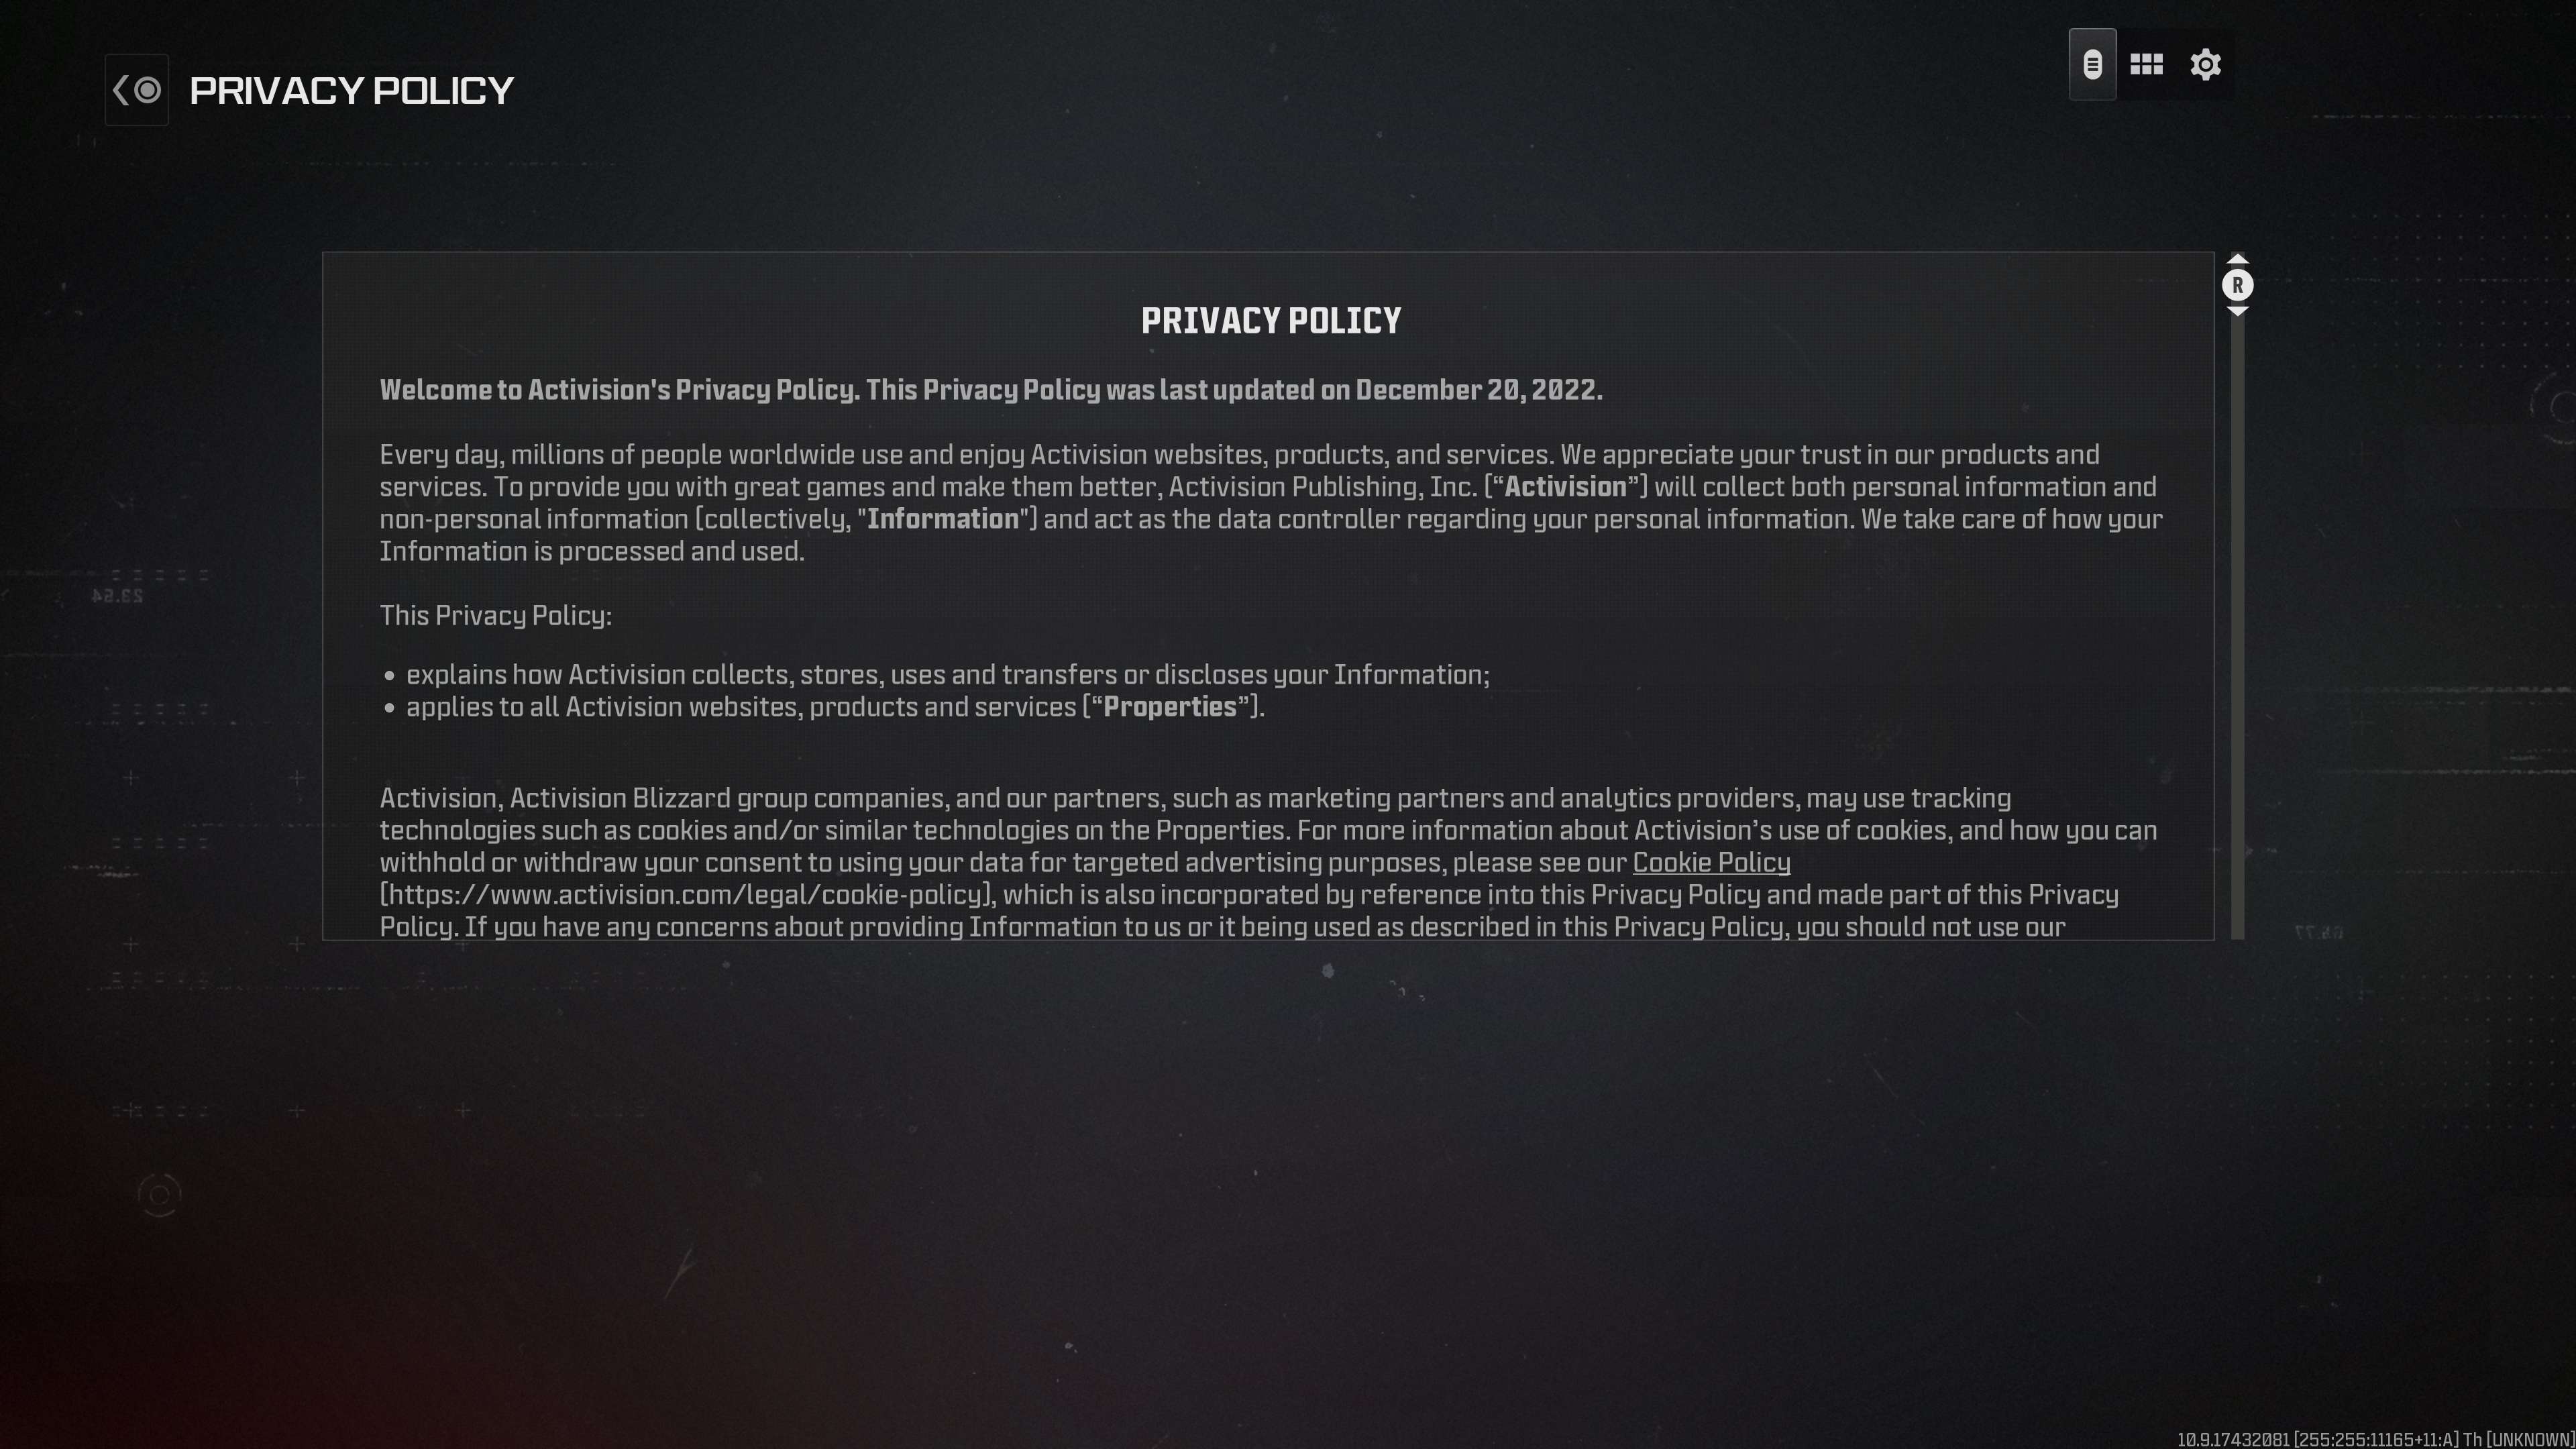 PRIVACY POLICY
R
PRIVACY POLICY
Welcome to Activision's Privacy Policy. This Privacy Policy was last updated on December 20, 2022.
Every day, millions of people worldwide use and enjoy Activision websites, products, and services. We appreciate your trust in our products and
services. To provide you with great games and make them better, Activision Publishing, Inc. (“Activision”) will collect both personal information and
non-personal information (collectively, "Information") and act as the data controller regarding your personal information. We take care of how your
Information is processed and used.
This Privacy Policy:
• explains how Activision collects, stores, uses and transfers or discloses your Information;
• applies to all Activision websites, products and services (“Properties”).
Activision, Activision Blizzard group companies, and our partners, such as marketing partners and analytics providers, may use tracking
technologies such as cookies and/or similar technologies on the Properties. For more information about Activision’s use of cookies, and how you can
withhold or withdraw your consent to using your data for targeted advertising purposes, please see our Cookie Policy
(https://www.activision.com/legal/cookie-policy), which is also incorporated by reference into this Privacy Policy and made part of this Privacy
Policy. If you have any concerns about providing Information to us or it being used as described in this Privacy Policy, you should not use our
23.54
10.9.17432081 [255:255:11165+11:A] Th [UNKNOWN]